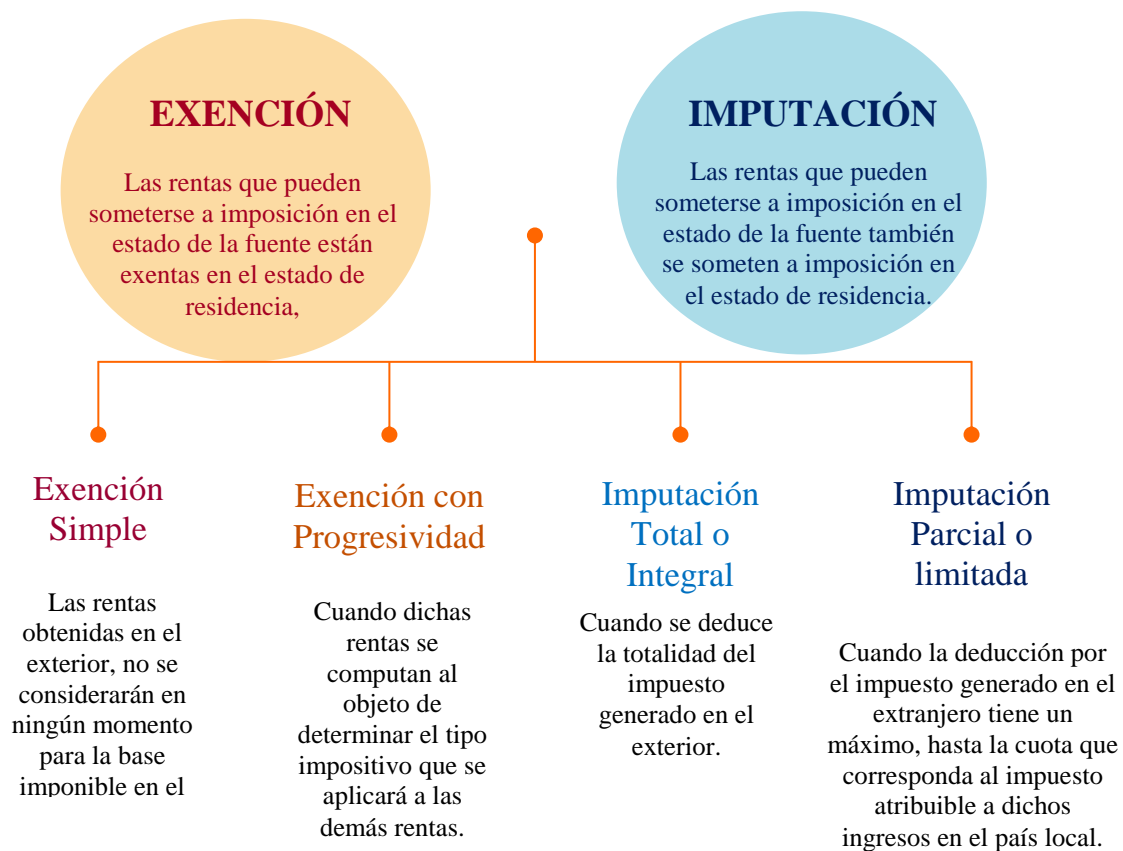 EXENCIÓN
Las rentas que pueden
someterse a imposición en el
estado de la fuente están
exentas en el estado de
residencia,
IMPUTACIÓN
Las rentas que pueden
someterse a imposición en el
estado de la fuente también
se someten a imposición en
el estado de residencia.
Exención
Simple
Las rentas
obtenidas en el
exterior, no se
considerarán en
ningún momento
para la base
imponible en el
Exención con
Progresividad
Cuando dichas
rentas se
computan al
objeto de
determinar el tipo
impositivo que se
aplicará a las
demás rentas.
Imputación
Total o
Integral
Cuando se deduce
la totalidad del
impuesto
generado en el
exterior.
Imputación
Parcial o
limitada
Cuando la deducción por
el impuesto generado en el
extranjero tiene un
máximo, hasta la cuota que
corresponda al impuesto
atribuible a dichos
ingresos en el país local.